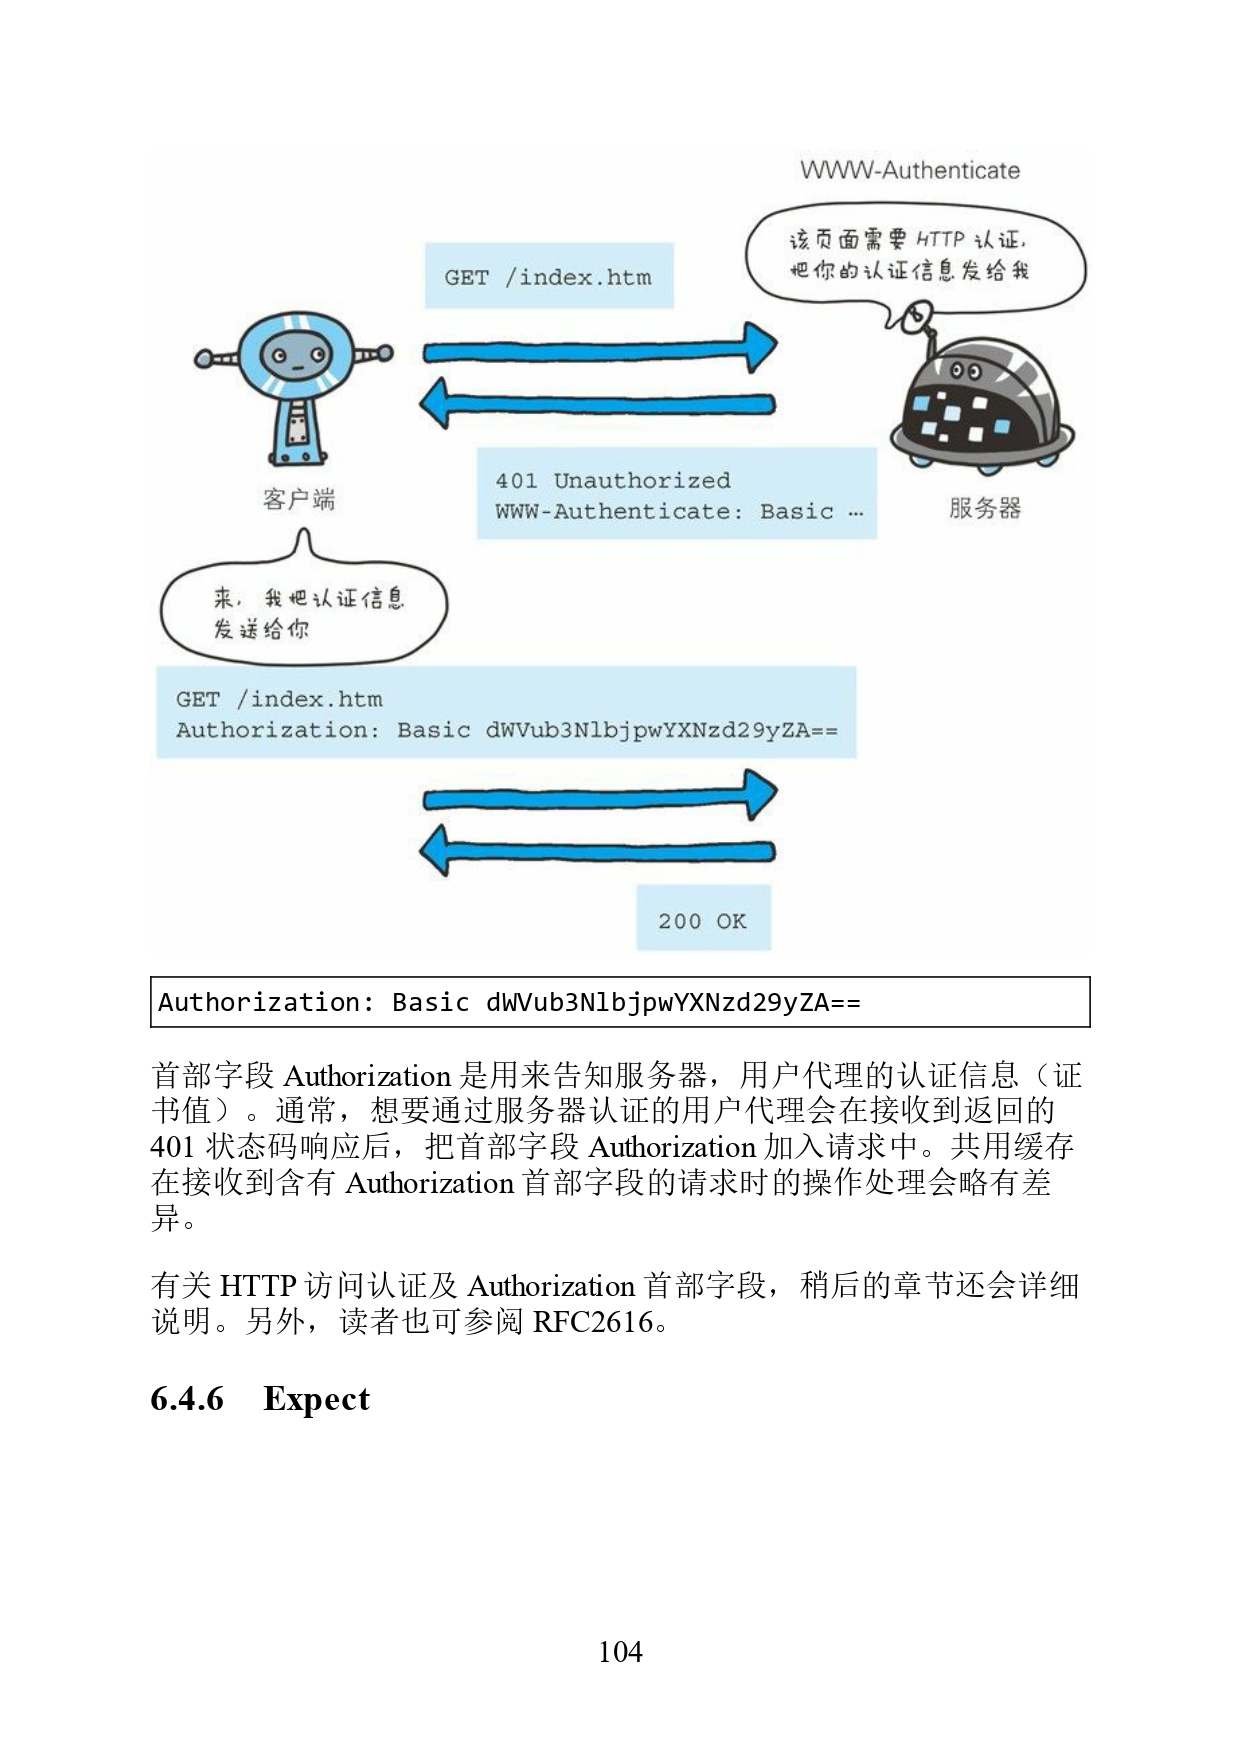 WWW-Authenticate
该页面需要 HTTP 认证，
把你的认证信息发给我
GET /index.htm
401 Unauthorized
WWW-Authenticate: Basic …
客户端
服务器
来，我把认证信息
发送给你
GET /index.htm
Authorization: Basic dWVub3NlbjpwYXNzd29yZA==
200 OK
Authorization: Basic dWVub3NlbjpwYXNzd29yZA==
首部字段 Authorization 是用来告知服务器，用户代理的认证信息（证
书值）。通常，想要通过服务器认证的用户代理会在接收到返回的
401 状态码响应后，把首部字段 Authorization 加入请求中。共用缓存
在接收到含有 Authorization 首部字段的请求时的操作处理会略有差
异。
有关 HTTP 访问认证及 Authorization 首部字段，稍后的章节还会详细
说明。另外，读者也可参阅 RFC2616。
6.4.6 Expect
104